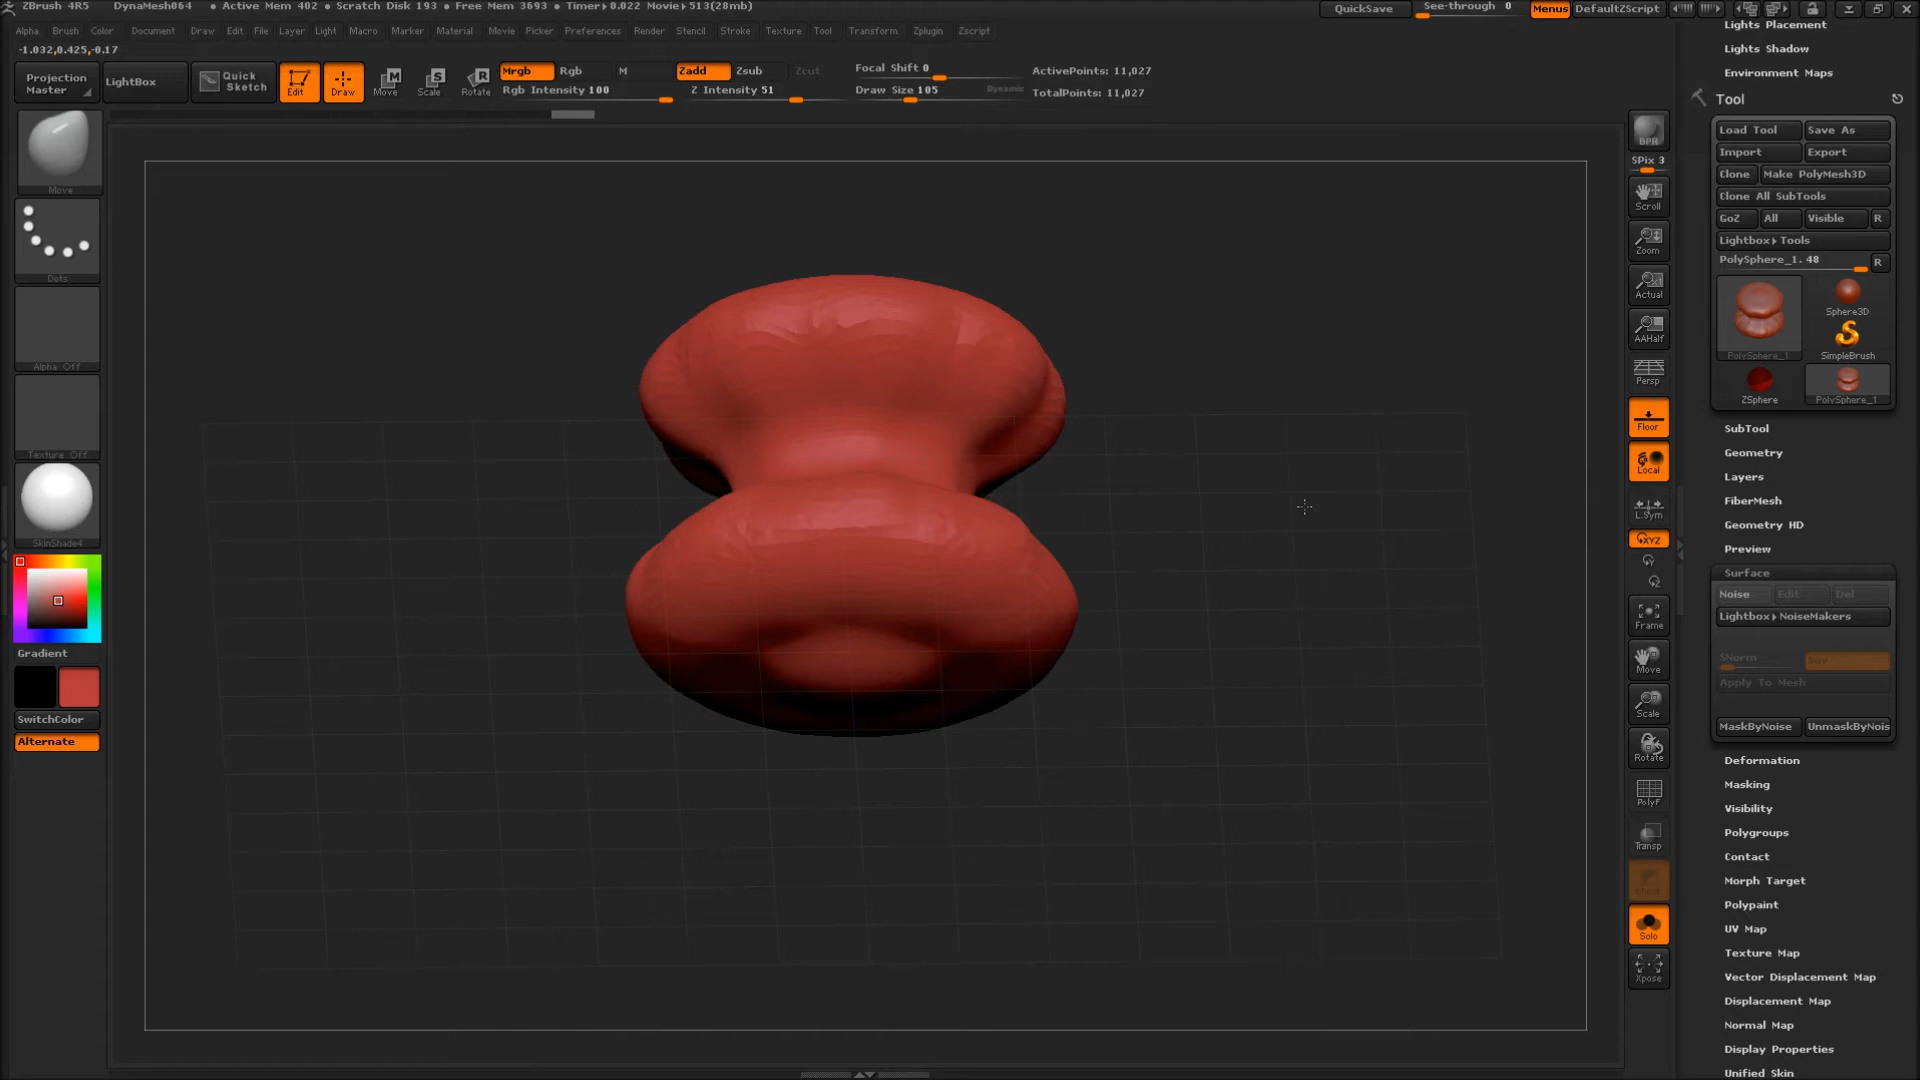 ZBrush 4R5 DynaMesh064 • Active Mem 402 • Scratch Disk 193 • Free Mem 3693 • Timer▸0.022 Movie▸513(28mb) QuickSave See-through 0 Menus DefaultZScript
Alpha Brush Color Document Draw Edit File Layer Light Macro Marker Material Movie Picker Preferences Render Stencil Stroke Texture Tool Transform Zplugin Zscript
-1.032,0.425,-0.17
Projection Master
LightBox
Quick Sketch
Edit
Draw
Move
Scale
Rotate
Mrgb Rgb M
Rgb Intensity 100
Zadd Zsub Zcut
Z Intensity 51
Focal Shift 0
Draw Size 105 Dynamic
ActivePoints: 11,027
TotalPoints: 11,027
Move
Dots
Alpha Off
Texture Off
SkinShade4
Gradient
SwitchColor
Alternate
BPR
SPix 3
Scroll
Zoom
Actual
AAHalf
Persp
Floor
Local
L.Sym
XYZ
Y
Z
Frame
Move
Scale
Rotate
PolyF
Transp
Ghost
Solo
Xpose
Lights Placement
Lights Shadow
Environment Maps
Tool
Load Tool Save As
Import Export
Clone Make PolyMesh3D
Clone All SubTools
GoZ All Visible R
Lightbox▸Tools
PolySphere_1. 48 R
Sphere3D
PolySphere_1 SimpleBrush
ZSphere PolySphere_1
SubTool
Geometry
Layers
FiberMesh
Geometry HD
Preview
Surface
Noise Edit Del
Lightbox▸NoiseMakers
SNorm
Apply To Mesh
MaskByNoise UnmaskByNois
Deformation
Masking
Visibility
Polygroups
Contact
Morph Target
Polypaint
UV Map
Texture Map
Vector Displacement Map
Displacement Map
Normal Map
Display Properties
Unified Skin